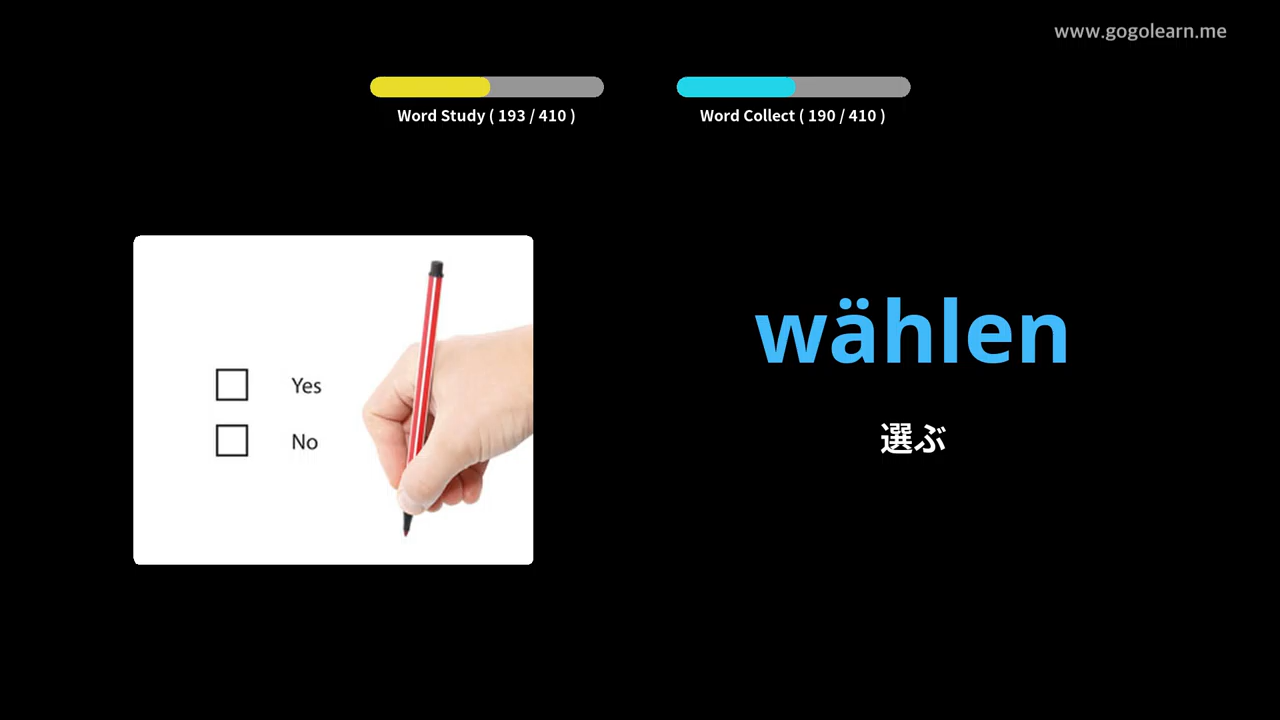 www.gogolearn.me
Word Study ( 193 / 410 )
Word Collect ( 190 / 410 )
Yes
No
wählen
選ぶ